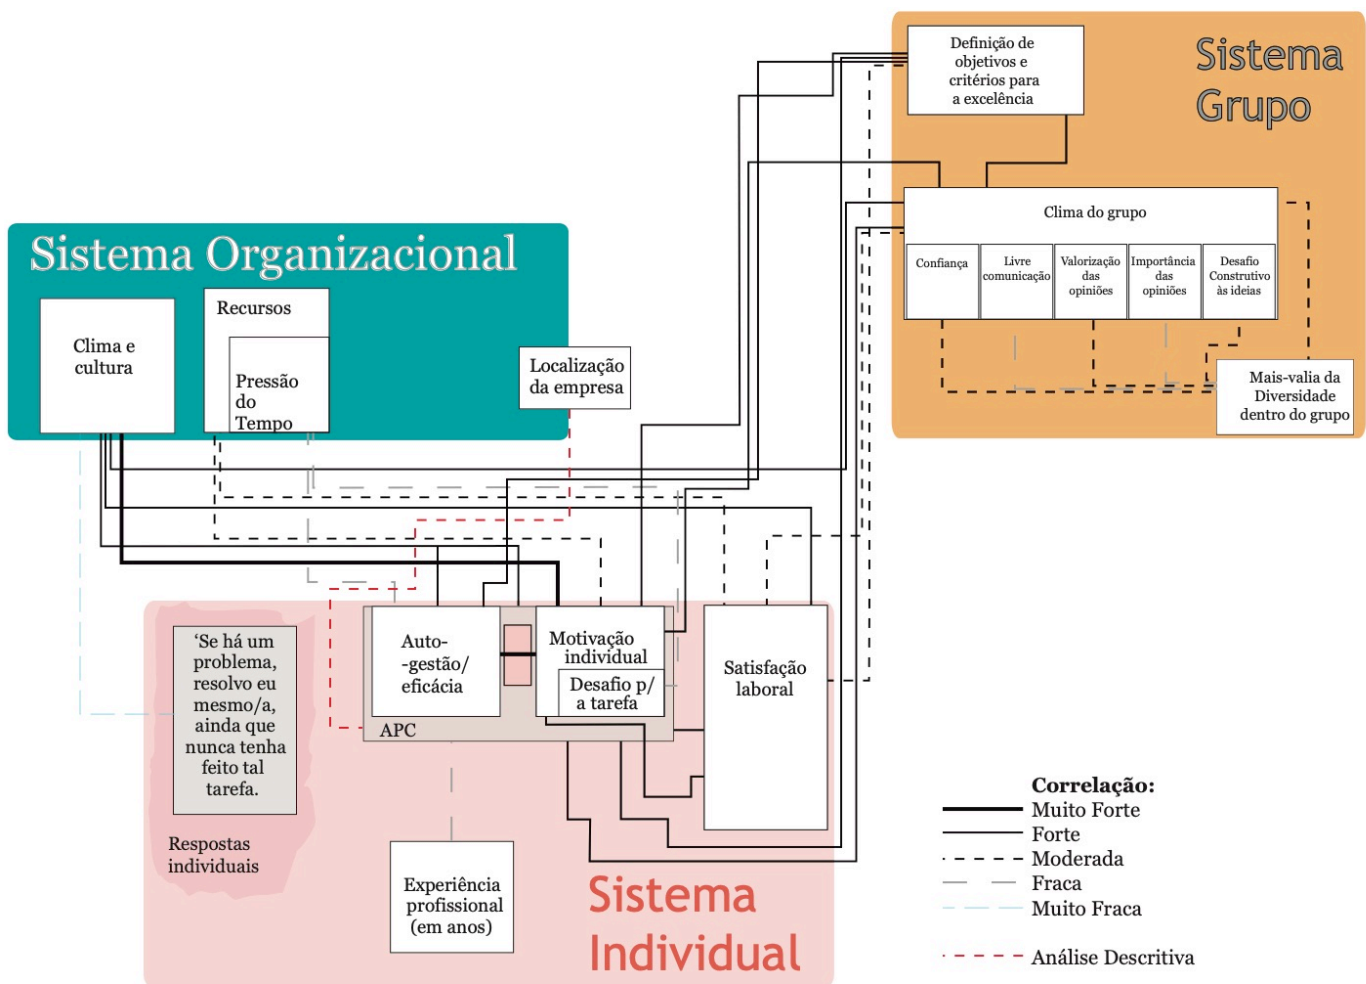 Sistema
Grupo
Definição de
objetivos e
critérios para
a excelência
Clima do grupo
Confiança
Livre
comunicação
Valorização
das
opiniões
Importância
das
opiniões
Desafio
Construtivo
às ideias
Mais-valia da
Diversidade
dentro do grupo
Sistema Organizacional
Clima e
cultura
Recursos
Pressão
do
Tempo
Localização
da empresa
'Se há um
problema,
resolvo eu
mesmo/a,
ainda que
nunca tenha
feito tal
tarefa.
Respostas
individuais
Auto-
-gestão/
eficácia
Motivação
individual
Desafio p/
a tarefa
APC
Satisfação
laboral
Experiência
profissional
(em anos)
Sistema
Individual
Correlação:
Muito Forte
Forte
Moderada
Fraca
Muito Fraca
Análise Descritiva